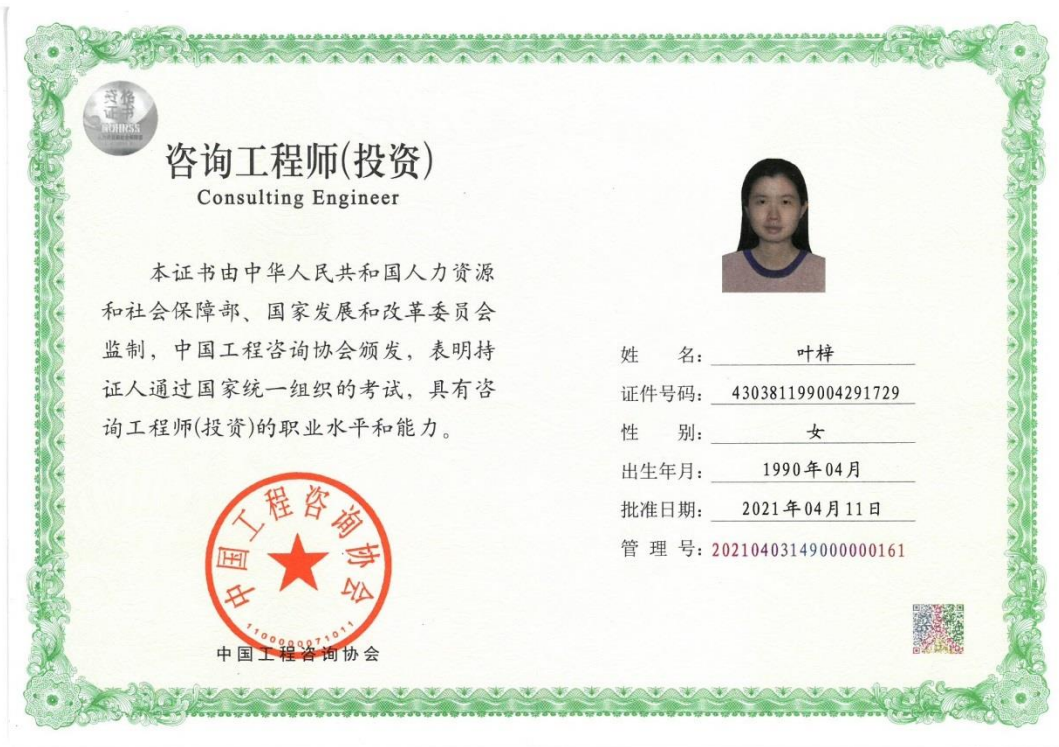 资格
证书
咨询工程师(投资)
Consulting Engineer
本证书由中华人民共和国人力资源
和社会保障部、国家发展和改革委员会
监制，中国工程咨询协会颁发，表明持
证人通过国家统一组织的考试，具有咨
询工程师(投资)的职业水平和能力。
中国工程咨询协会
1100000071011
中国工程咨询协会
姓 名： 叶梓
证件号码： 430381199004291729
性 别： 女
出生年月： 1990年04月
批准日期： 2021年04月11日
管 理 号： 20210403149000000161